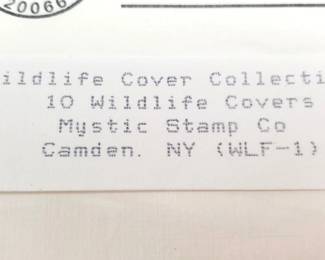 20066
ildlife Cover Collecti
10 Wildlife Covers
Mystic Stamp Co
Camden. NY (WLF-1)